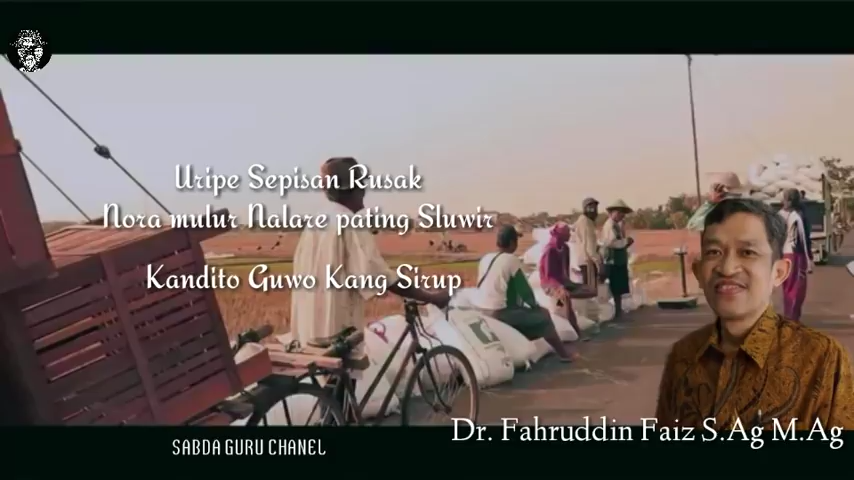 Uripe Sepisan Rusak
Nora mulur Nalare pating Sluwir
Kandito Guwo Kang Sirup
Dr. Fahruddin Faiz S.Ag M.Ag
SABDA GURU CHANEL